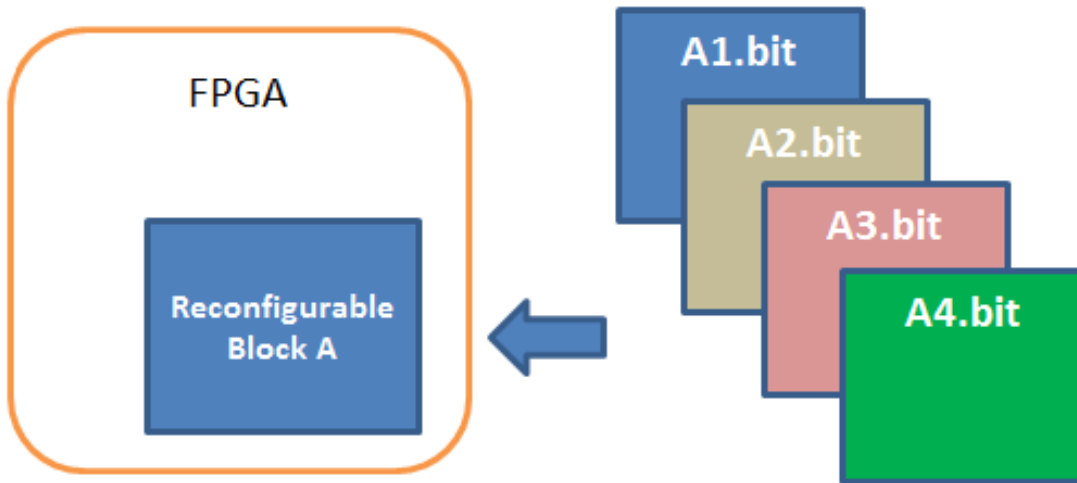 FPGA
Reconfigurable
Block A
A1.bit
A2.bit
A3.bit
A4.bit